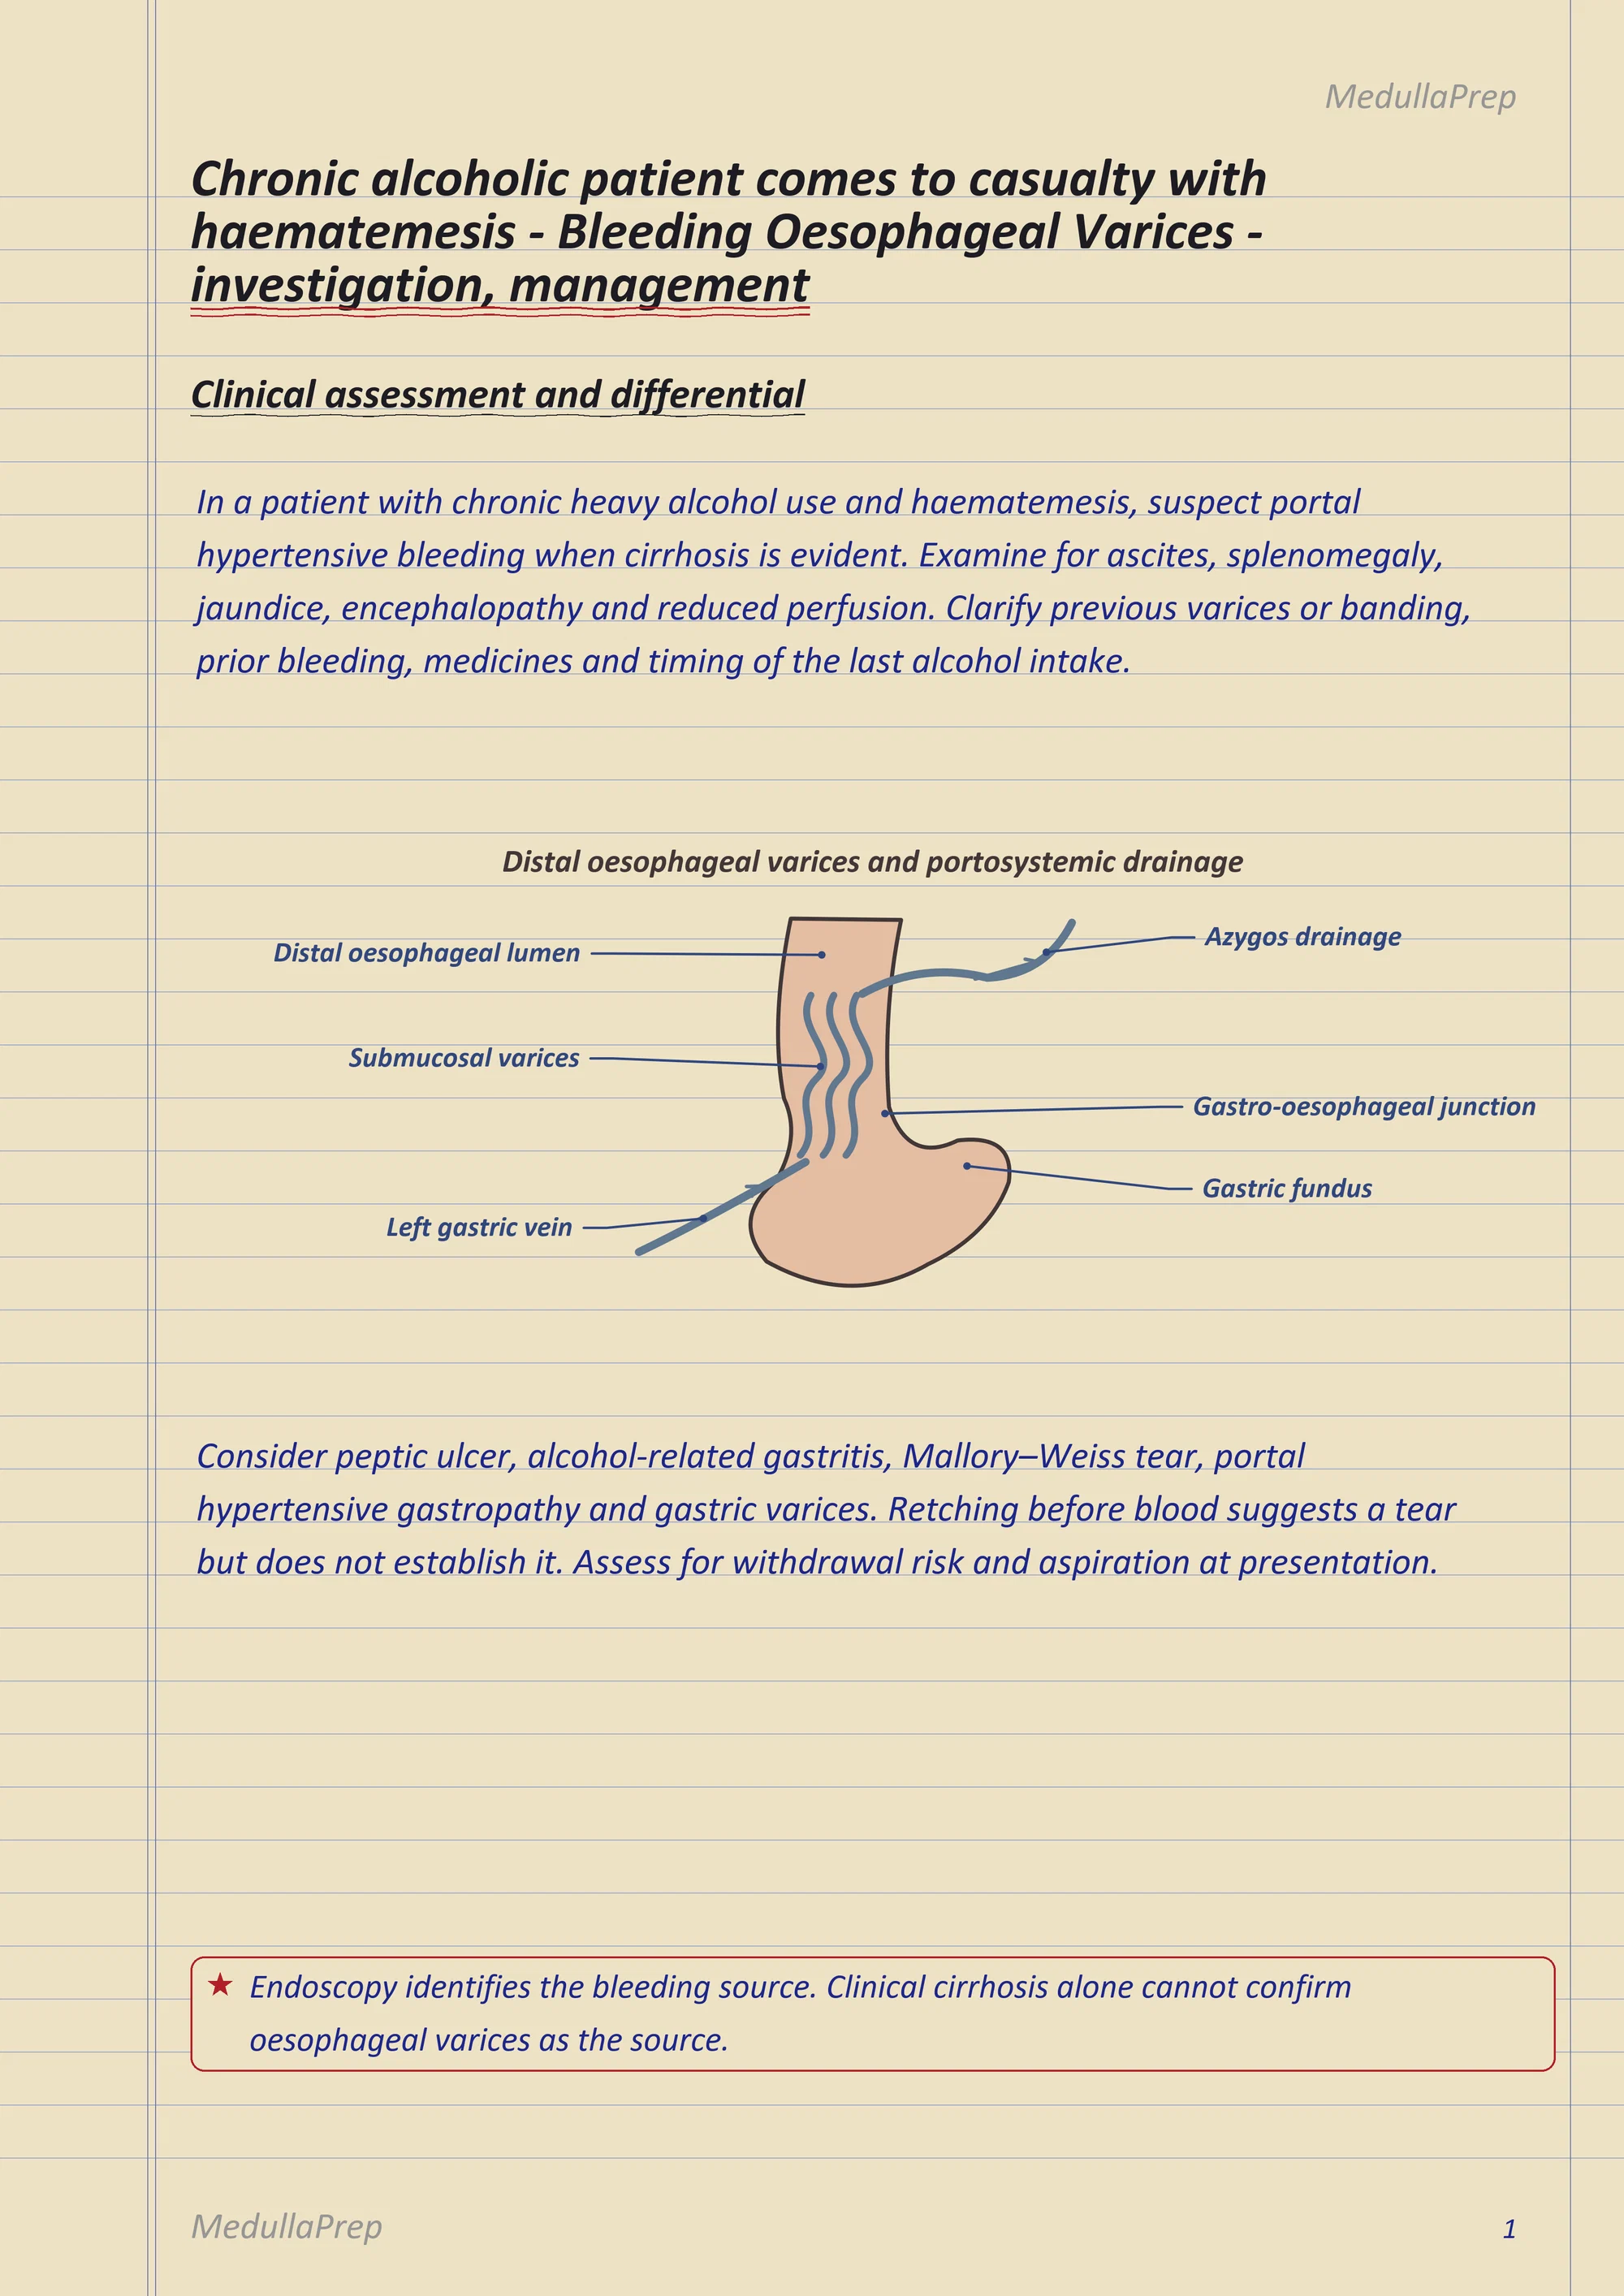 MedullaPrep
Chronic alcoholic patient comes to casualty with
haematemesis - Bleeding Oesophageal Varices -
investigation, management
Clinical assessment and differential
In a patient with chronic heavy alcohol use and haematemesis, suspect portal
hypertensive bleeding when cirrhosis is evident. Examine for ascites, splenomegaly,
jaundice, encephalopathy and reduced perfusion. Clarify previous varices or banding,
prior bleeding, medicines and timing of the last alcohol intake.
Distal oesophageal varices and portosystemic drainage
Azygos drainage
Distal oesophageal lumen
Submucosal varices
Gastro-oesophageal junction
Gastric fundus
Left gastric vein
Consider peptic ulcer, alcohol-related gastritis, Mallory–Weiss tear, portal
hypertensive gastropathy and gastric varices. Retching before blood suggests a tear
but does not establish it. Assess for withdrawal risk and aspiration at presentation.
★ Endoscopy identifies the bleeding source. Clinical cirrhosis alone cannot confirm
oesophageal varices as the source.
MedullaPrep
1